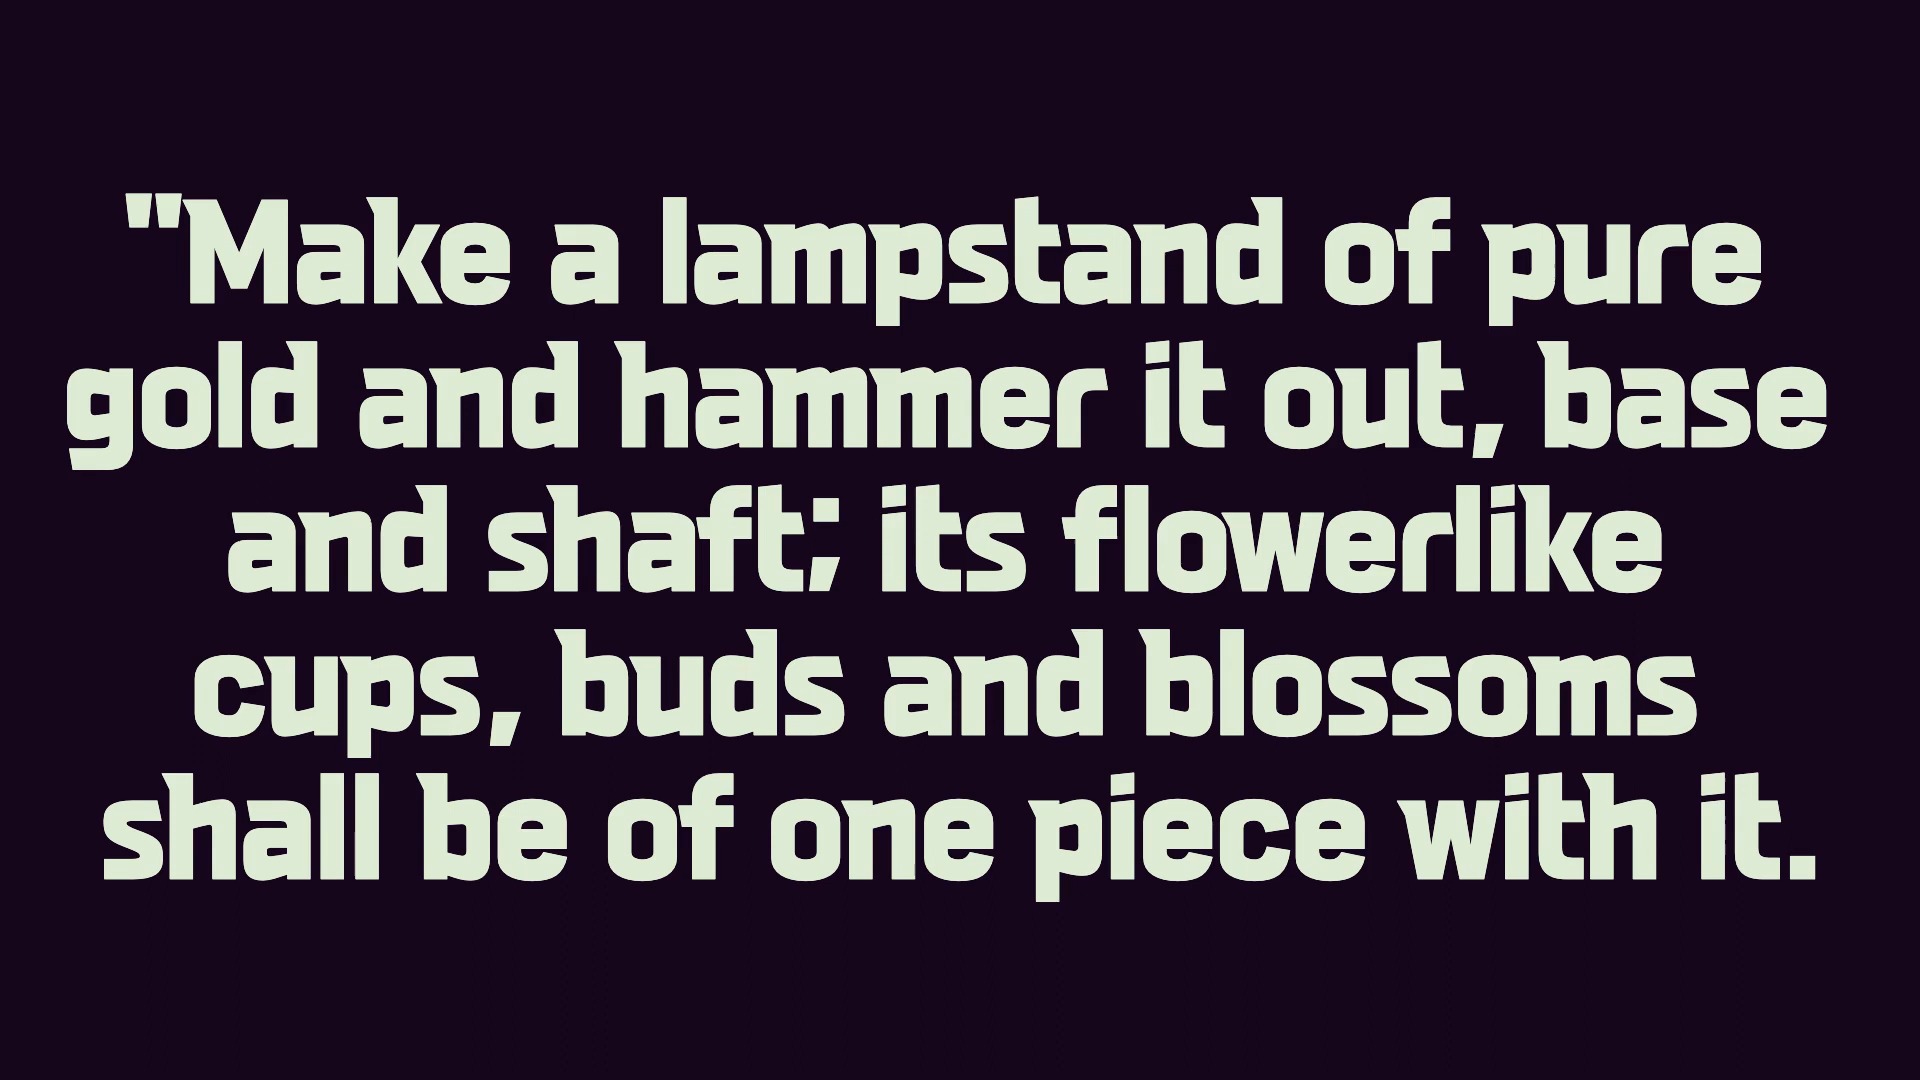 "Make a lampstand of pure
gold and hammer it out, base
and shaft; its flowerlike
cups, buds and blossoms
shall be of one piece with it.